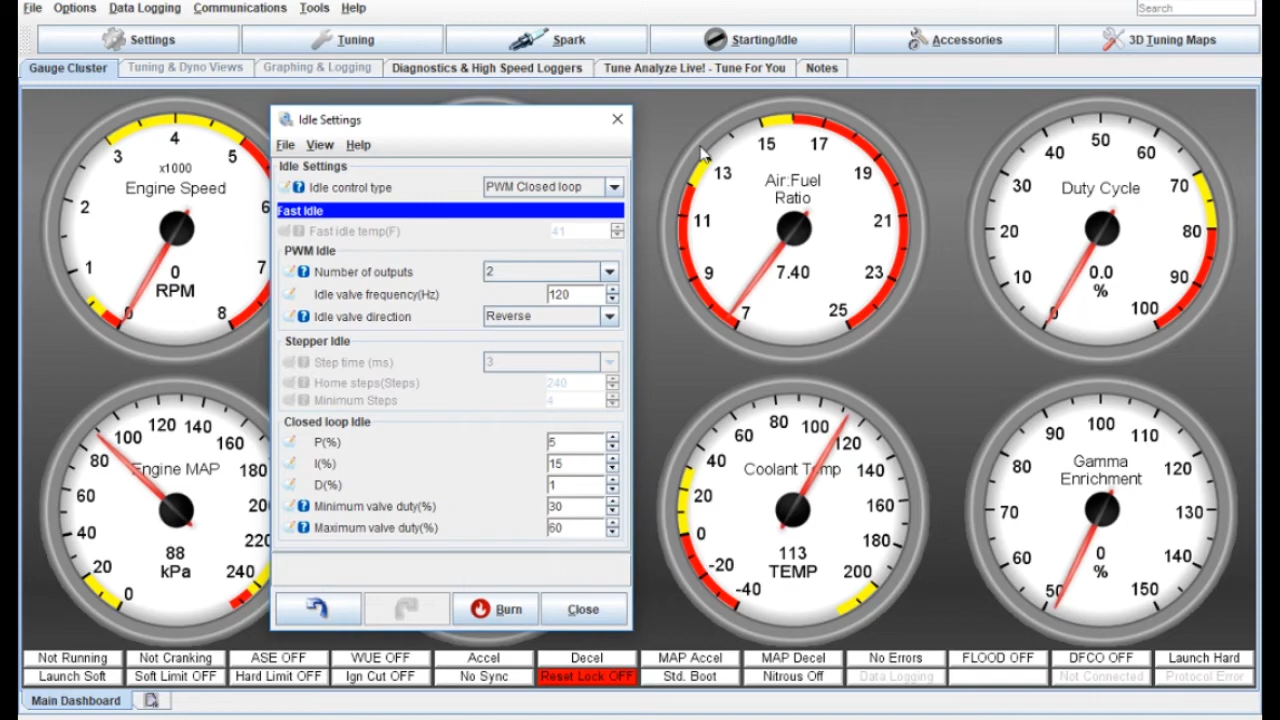 File Options Data Logging Communications Tools Help Search
Settings Tuning Spark Starting/Idle Accessories 3D Tuning Maps
Gauge Cluster Tuning & Dyno Views Graphing & Logging Diagnostics & High Speed Loggers Tune Analyze Live! - Tune For You Notes
Idle Settings
File View Help
Idle Settings
Idle control type PWM Closed loop
Fast Idle
Fast idle temp(F) 41
PWM Idle
Number of outputs 2
Idle valve frequency(Hz) 120
Idle valve direction Reverse
Stepper Idle
Step time (ms) 3
Home steps(Steps) 240
Minimum Steps 4
Closed loop Idle
P(%) 5
I(%) 15
D(%) 1
Minimum valve duty(%) 30
Maximum valve duty(%) 60
Burn Close
0 1 2 3 4 5 6 7 8
x1000
Engine Speed
0
RPM
7 9 11 13 15 17 19 21 23 25
Air:Fuel
Ratio
7.40
0 10 20 30 40 50 60 70 80 90 100
Duty Cycle
0.0
%
0 20 40 60 80 100 120 140 160 180 200 220 240
Engine MAP
88
kPa
-40 -20 0 20 40 60 80 100 120 140 160 180 200
Coolant Temp
113
TEMP
50 60 70 80 90 100 110 120 130 140 150
Gamma
Enrichment
0
%
Not Running Not Cranking ASE OFF WUE OFF Accel Decel MAP Accel MAP Decel No Errors FLOOD OFF DFCO OFF Launch Hard
Launch Soft Soft Limit OFF Hard Limit OFF Ign Cut OFF No Sync Reset Lock OFF Std. Boot Nitrous Off Data Logging Not Connected Protocol Error
Main Dashboard